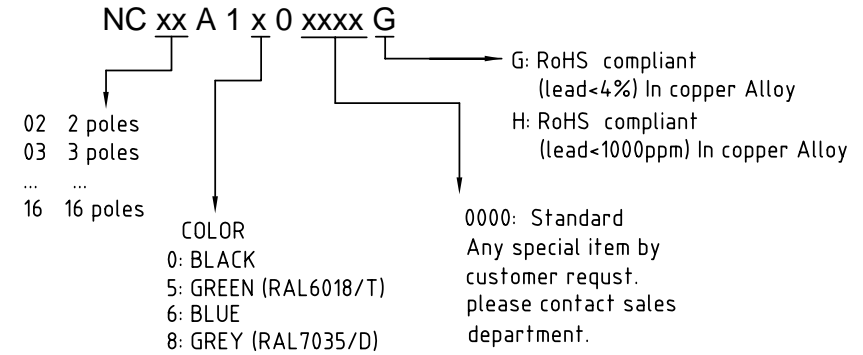 NC xx A 1 x 0 xxxx G
G: RoHS compliant
(lead<4%) In copper Alloy
H: RoHS compliant
(lead<1000ppm) In copper Alloy
02 2 poles
03 3 poles
... ...
16 16 poles
COLOR
0: BLACK
5: GREEN (RAL6018/T)
6: BLUE
8: GREY (RAL7035/D)
0000: Standard
Any special item by
customer requst.
please contact sales
department.